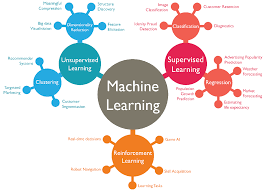 Meaningful
Compression
Structure
Discovery
Big data
Visualisation
Dimensionality
Reduction
Feature
Elicitation
Image
Classification
Customer Retention
Identity Fraud
Detection
Classification
Diagnostics
Recommender
Systems
Unsupervised
Learning
Supervised
Learning
Advertising Popularity
Prediction
Weather
Forecasting
Clustering
Regression
Targeted
Marketing
Customer
Segmentation
Machine
Learning
Population
Growth
Prediction
Market
Forecasting
Estimating
life expectancy
Real-time decisions
Game AI
Reinforcement
Learning
Robot Navigation
Skill Acquisition
Learning Tasks